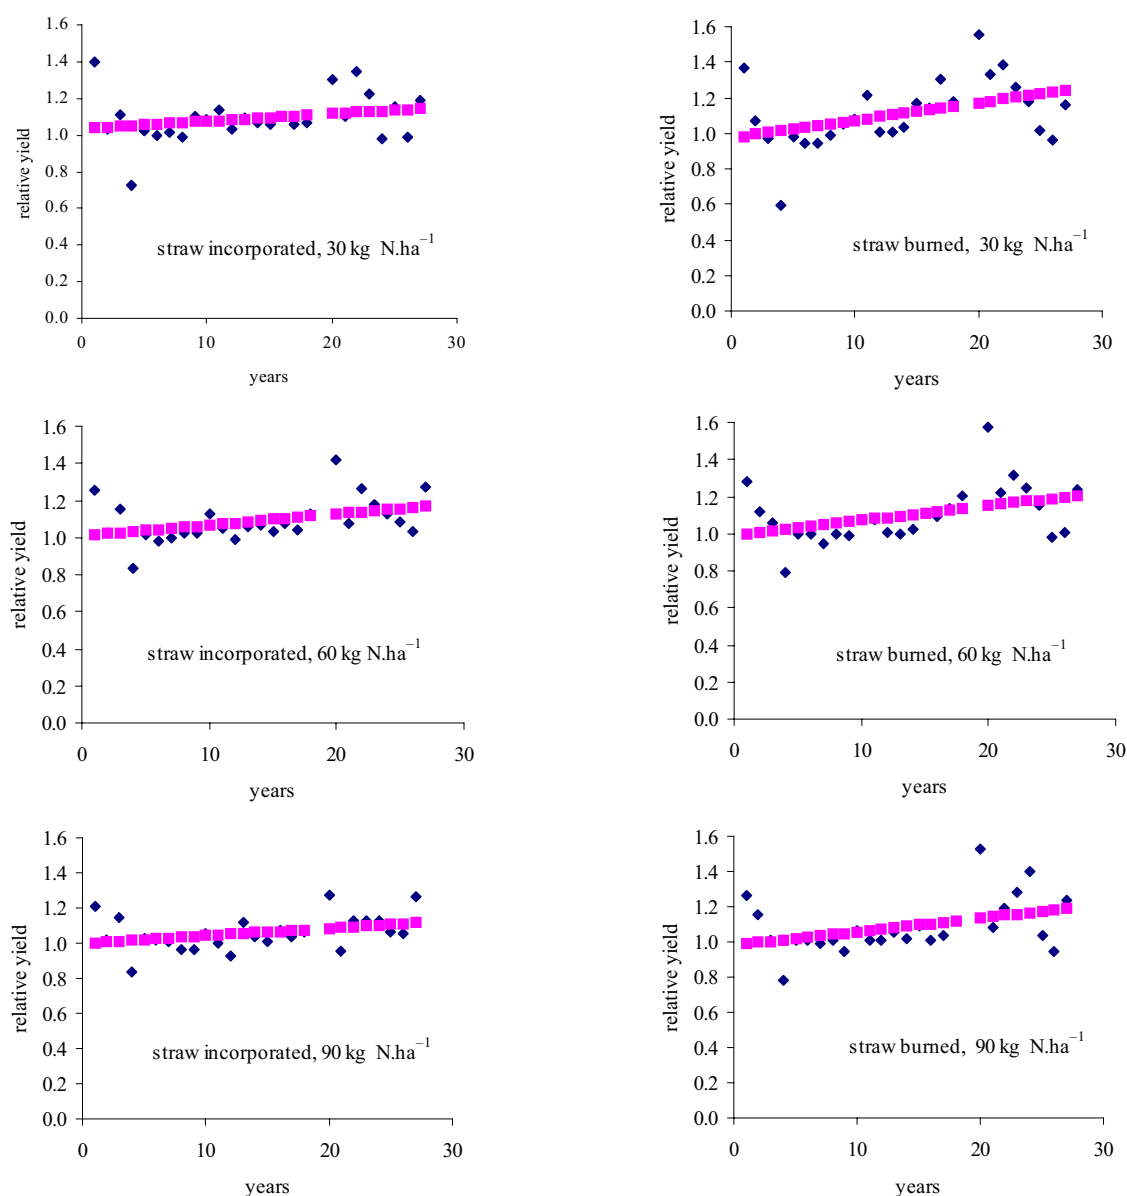 1.6
1.4
1.2
1.0
0.8
0.6
0.4
0.2
0.0
relative yield
straw incorporated, 30 kg N.ha⁻¹
0 10 20 30
years
1.6
1.4
1.2
1.0
0.8
0.6
0.4
0.2
0.0
relative yield
straw burned, 30 kg N.ha⁻¹
0 10 20 30
years
1.6
1.4
1.2
1.0
0.8
0.6
0.4
0.2
0.0
relative yield
straw incorporated, 60 kg N.ha⁻¹
0 10 20 30
years
1.6
1.4
1.2
1.0
0.8
0.6
0.4
0.2
0.0
relative yield
straw burned, 60 kg N.ha⁻¹
0 10 20 30
years
1.6
1.4
1.2
1.0
0.8
0.6
0.4
0.2
0.0
relative yield
straw incorporated, 90 kg N.ha⁻¹
0 10 20 30
years
1.6
1.4
1.2
1.0
0.8
0.6
0.4
0.2
0.0
relative yield
straw burned, 90 kg N.ha⁻¹
0 10 20 30
years